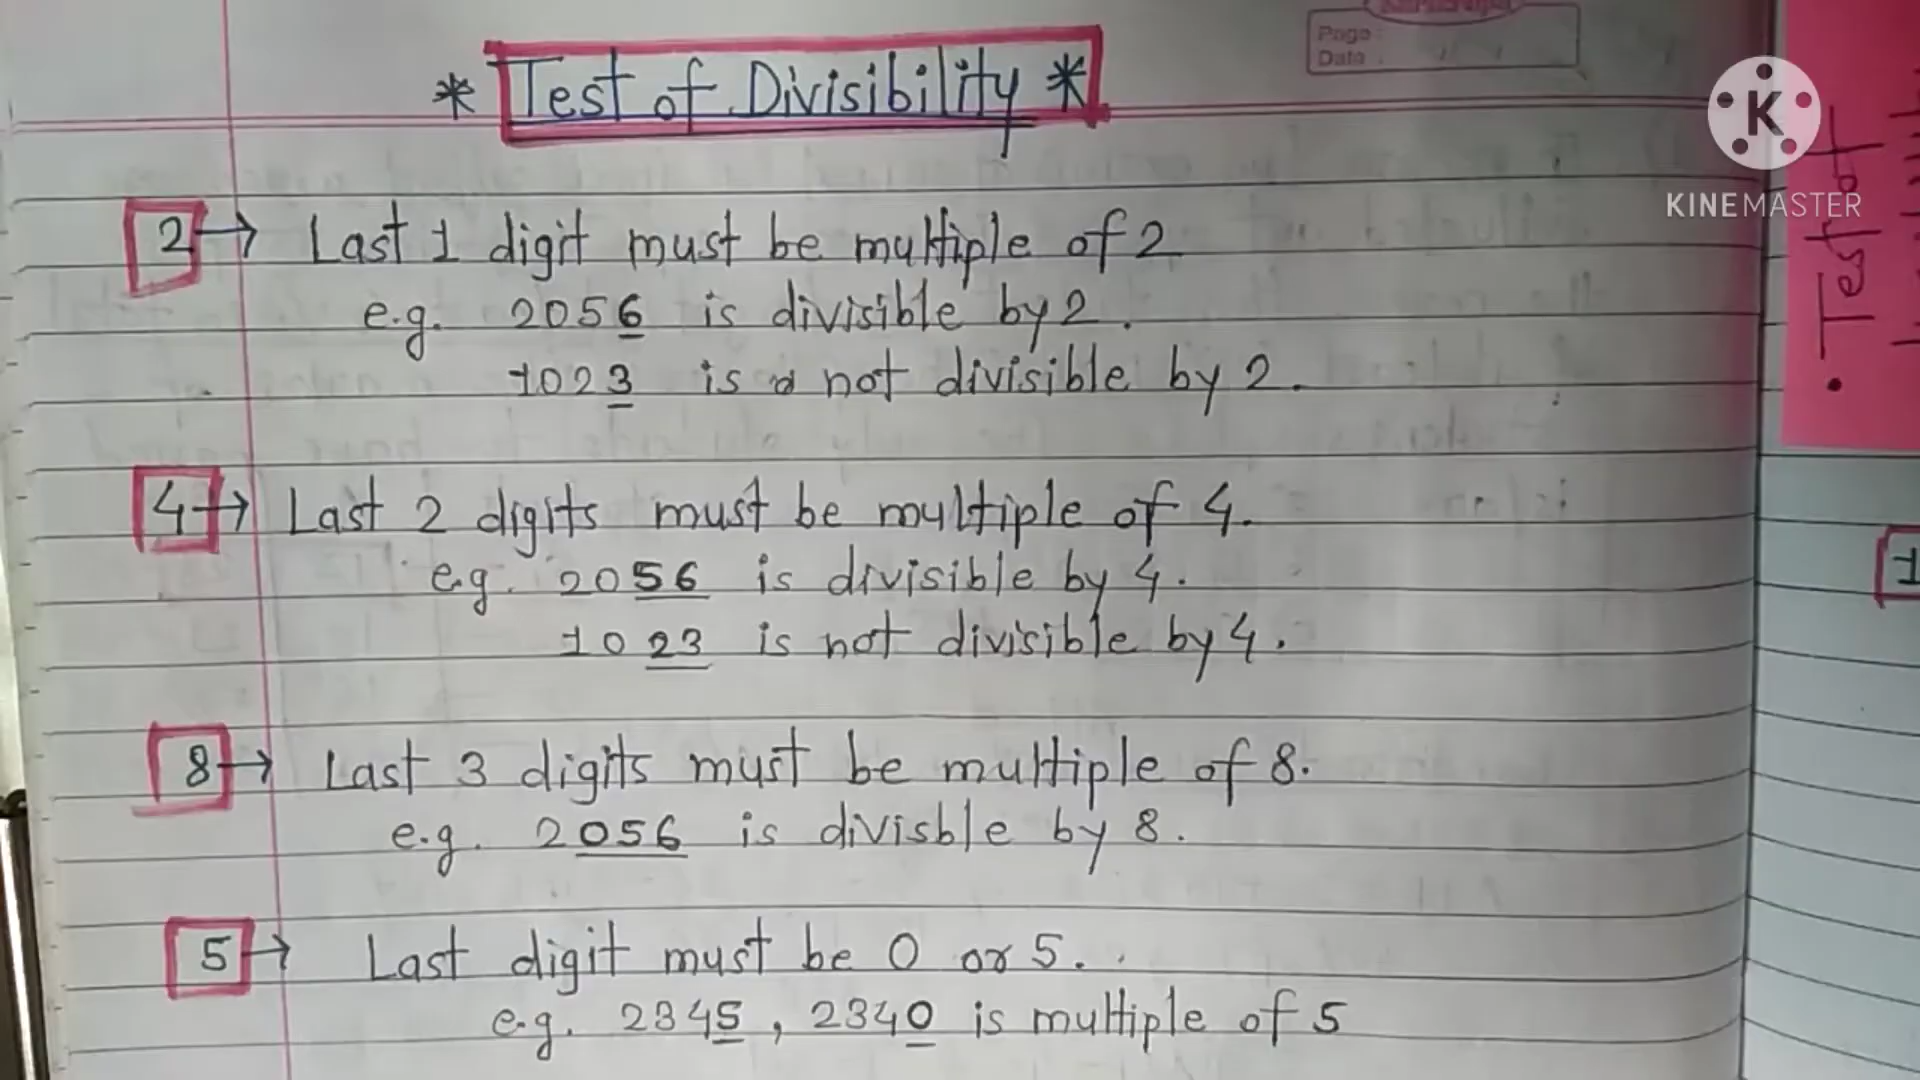 Page :
Date :
* Test of Divisibility *
K
KINEMASTER
• Test of
2 → Last 1 digit must be multiple of 2
e.g. 2056 is divisible by 2.
1023 is not divisible by 2.
4 → Last 2 digits must be multiple of 4.
e.g. 2056 is divisible by 4.
1023 is not divisible by 4.
1
8 → Last 3 digits must be multiple of 8.
e.g. 2056 is divisble by 8.
5 → Last digit must be 0 or 5.
e.g. 2345, 2340 is multiple of 5